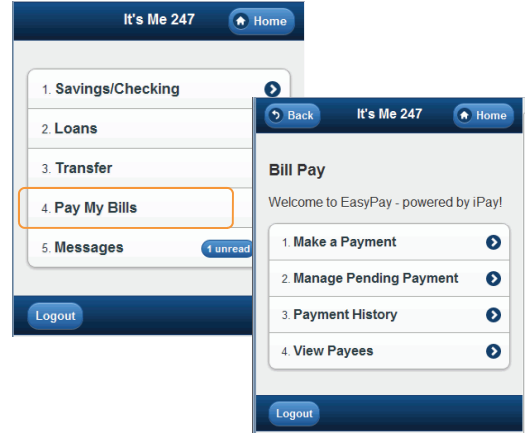 It's Me 247
Home
1. Savings/Checking
2. Loans
3. Transfer
4. Pay My Bills
5. Messages
1 unread
Logout
Back
It's Me 247
Home
Bill Pay
Welcome to EasyPay - powered by iPay!
1. Make a Payment
2. Manage Pending Payment
3. Payment History
4. View Payees
Logout